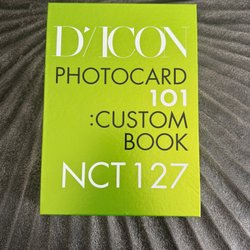 D'/ICON
PHOTOCARD
101
:CUSTOM
BOOK
NCT 127